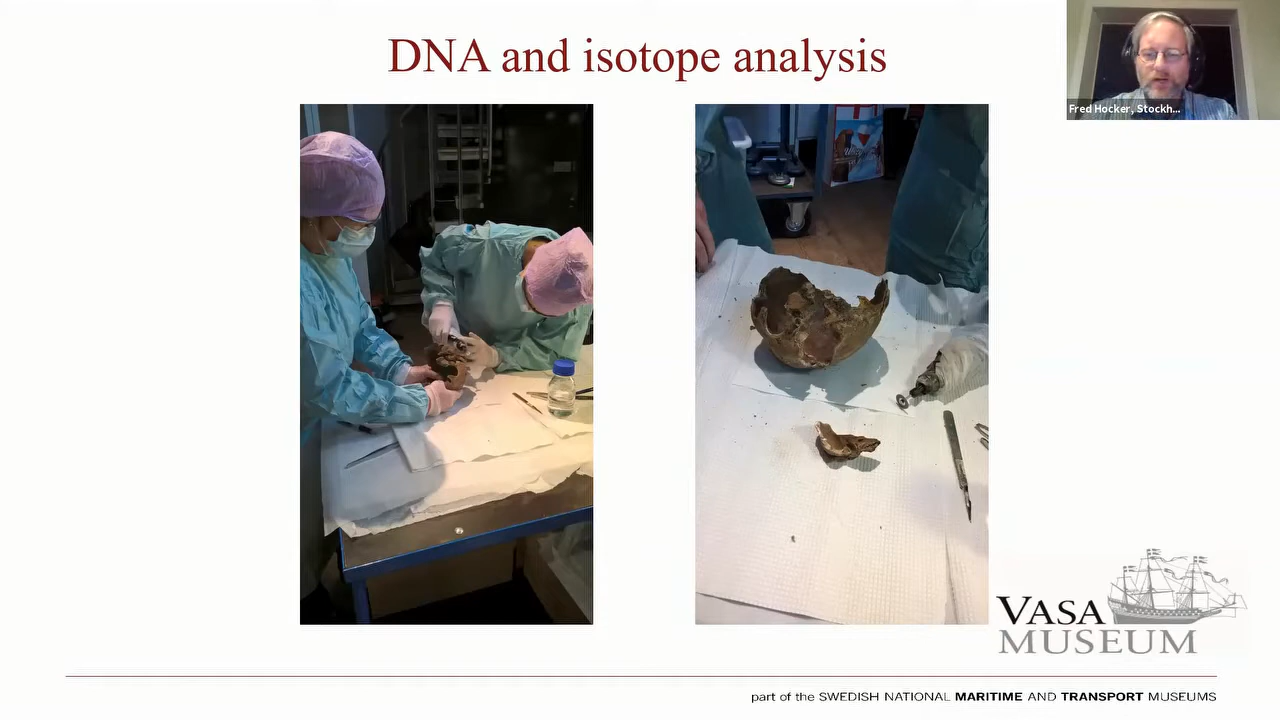 DNA and isotope analysis
Fred Hocker, Stockh...
VASA
MUSEUM
part of the SWEDISH NATIONAL MARITIME AND TRANSPORT MUSEUMS